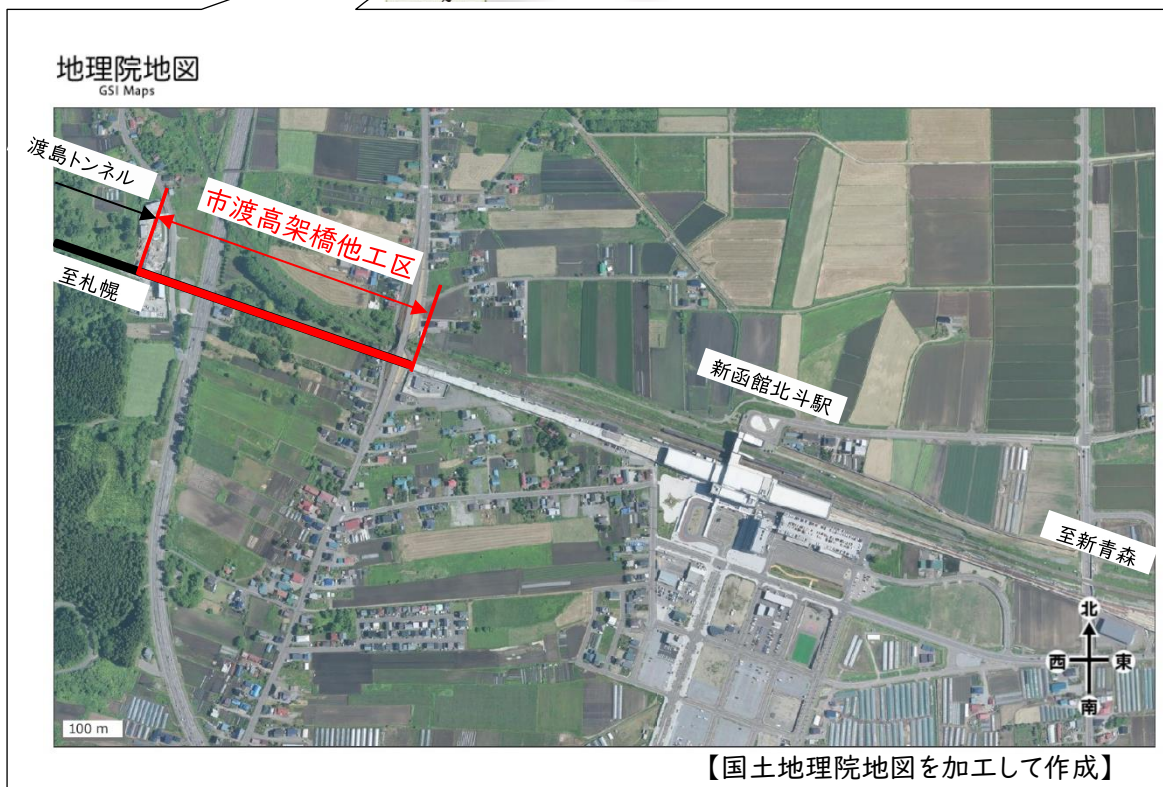 地理院地図
GSI Maps
渡島トンネル
市渡高架橋他工区
至札幌
新函館北斗駅
至新青森
北
西
東
南
100 m
【国土地理院地図を加工して作成】